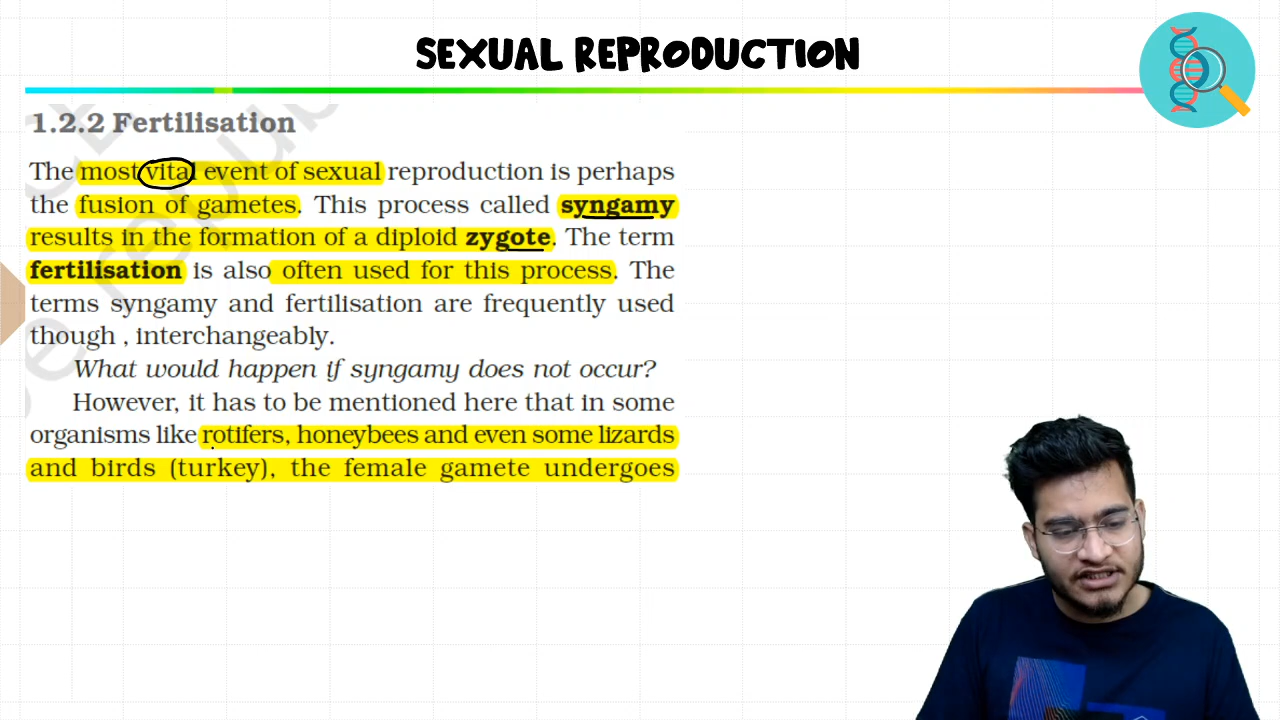 SEXUAL REPRODUCTION
1.2.2 Fertilisation
The most vital event of sexual reproduction is perhaps
the fusion of gametes. This process called syngamy
results in the formation of a diploid zygote. The term
fertilisation is also often used for this process. The
terms syngamy and fertilisation are frequently used
though , interchangeably.
What would happen if syngamy does not occur?
However, it has to be mentioned here that in some
organisms like rotifers, honeybees and even some lizards
and birds (turkey), the female gamete undergoes